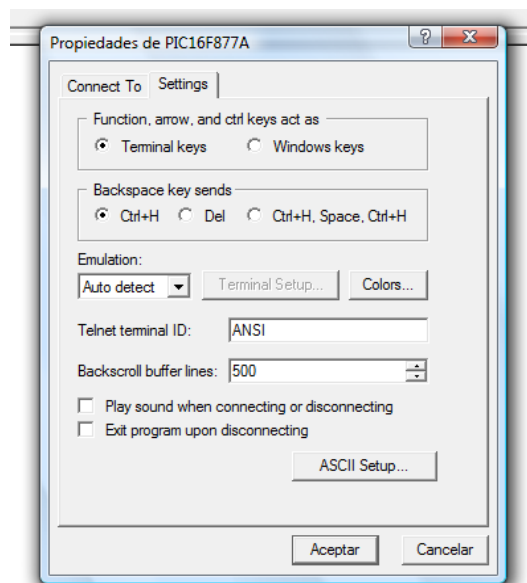 Propiedades de PIC16F877A
Connect To Settings
Function, arrow, and ctrl keys act as
Terminal keys Windows keys
Backspace key sends
Ctrl+H Del Ctrl+H, Space, Ctrl+H
Emulation:
Auto detect Terminal Setup... Colors...
Telnet terminal ID: ANSI
Backscroll buffer lines: 500
Play sound when connecting or disconnecting
Exit program upon disconnecting
ASCII Setup...
Aceptar Cancelar